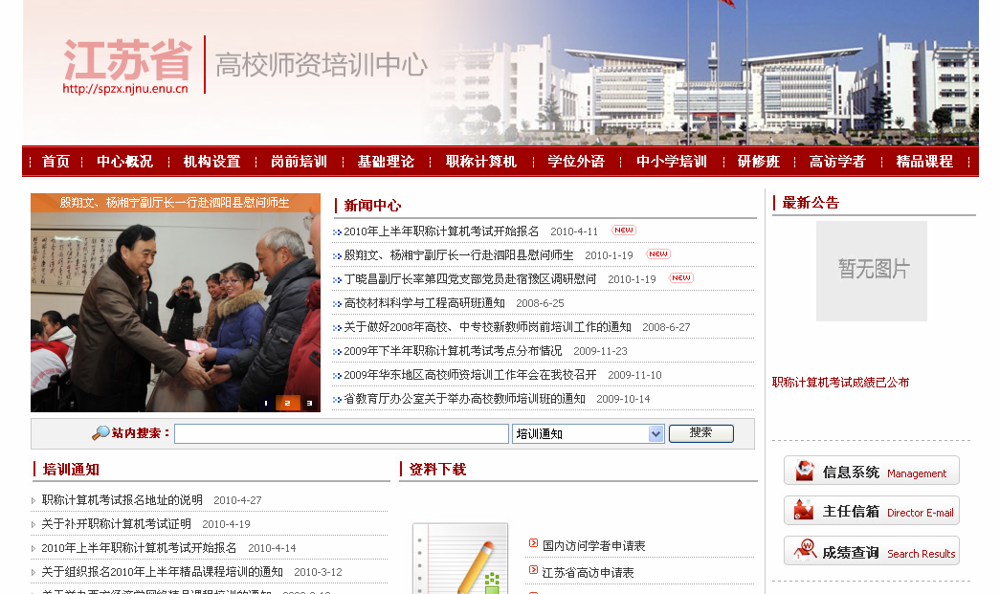 江苏省
高校师资培训中心
http://spzx.njnu.enu.cn
首页 中心概况 机构设置 岗前培训 基础理论 职称计算机 学位外语 中小学培训 研修班 高访学者 精品课程
殷翔文、杨湘宁副厅长一行赴泗阳县慰问师生
1 2 3
新闻中心
2010年上半年职称计算机考试开始报名 2010-4-11 NEW
殷翔文、杨湘宁副厅长一行赴泗阳县慰问师生 2010-1-19 NEW
丁晓昌副厅长率第四党支部党员赴宿豫区调研慰问 2010-1-19 NEW
高校材料科学与工程高研班通知 2008-6-25
关于做好2008年高校、中专校新教师岗前培训工作的通知 2008-6-27
2009年下半年职称计算机考试考点分布情况 2009-11-23
2009年华东地区高校师资培训工作年会在我校召开 2009-11-10
省教育厅办公室关于举办高校教师培训班的通知 2009-10-14
最新公告
暂无图片
职称计算机考试成绩已公布
站内搜索： 培训通知 搜索
培训通知
职称计算机考试报名地址的说明 2010-4-27
关于补开职称计算机考试证明 2010-4-19
2010年上半年职称计算机考试开始报名 2010-4-14
关于组织报名2010年上半年精品课程培训的通知 2010-3-12
资料下载
国内访问学者申请表
江苏省高访申请表
信息系统 Management
主任信箱 Director E-mail
成绩查询 Search Results